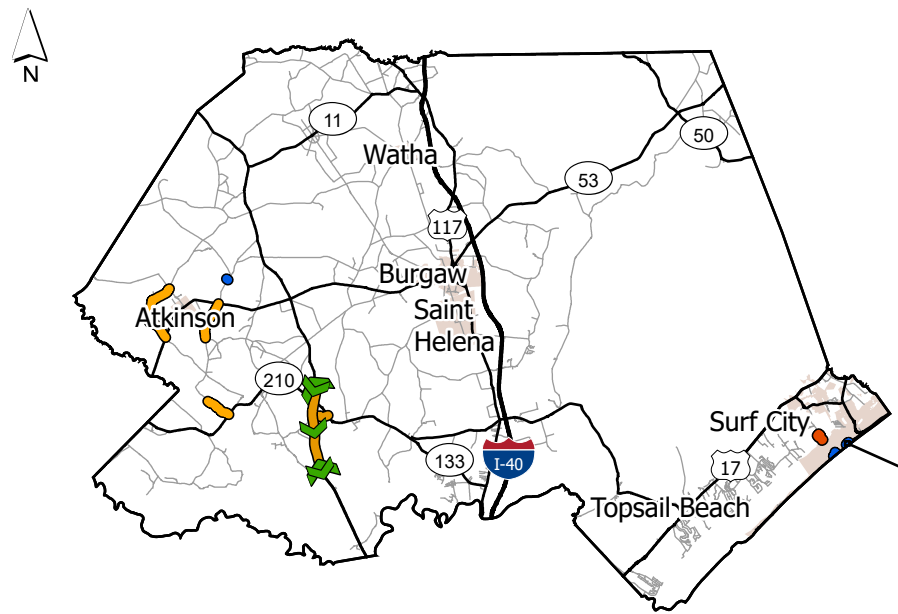 N
11
50
Watha
53
117
Burgaw
Saint
Helena
Atkinson
210
Surf City
133
I-40
17
Topsail Beach